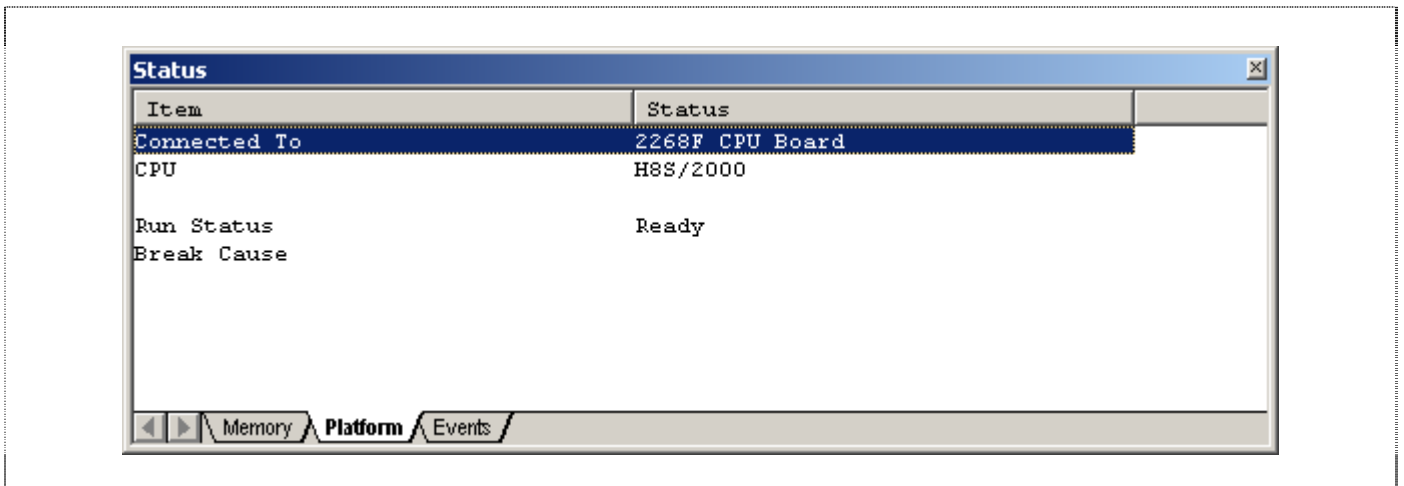 Status
Item Status
Connected To 2268F CPU Board
CPU H8S/2000
Run Status Ready
Break Cause
Memory Platform Events